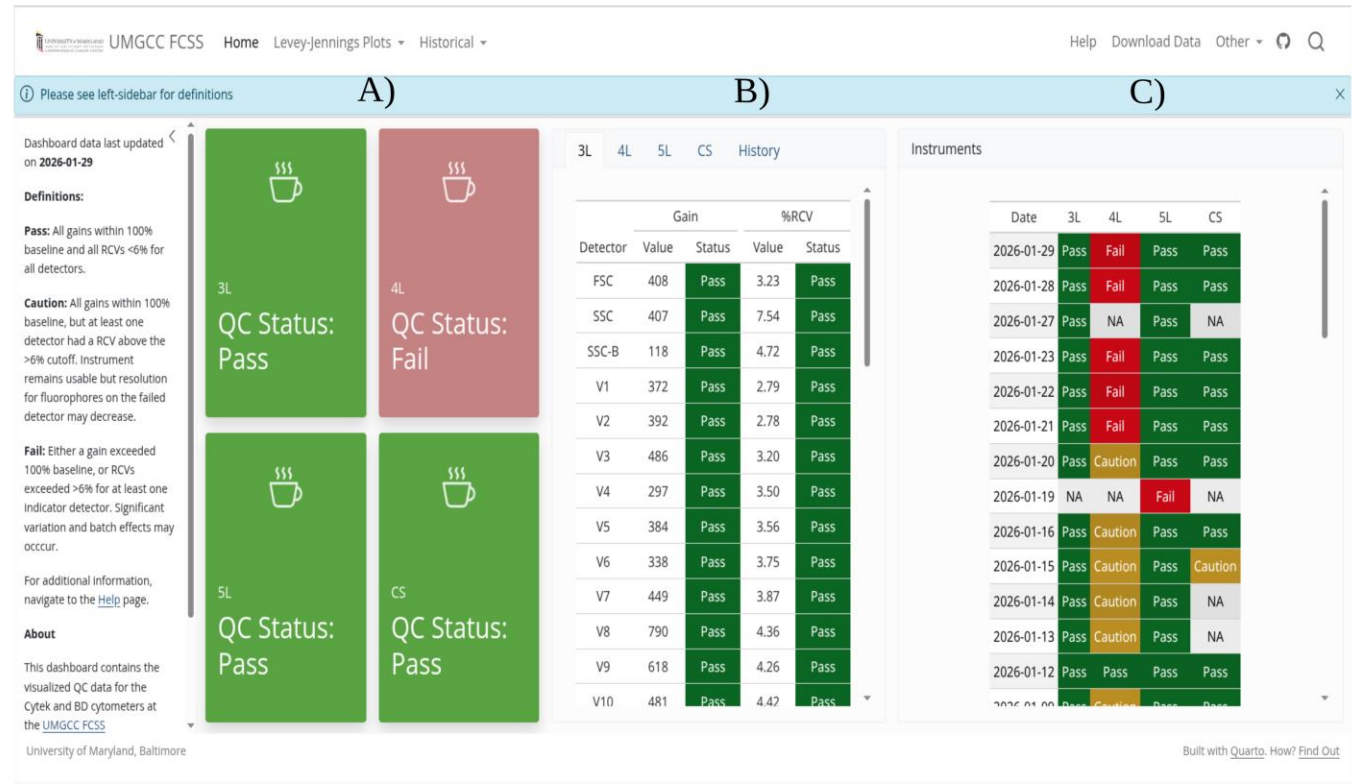 UMGCC FCSS Home Levey-Jennings Plots Historical Help Download Data Other
Please see left-sidebar for definitions
A) B) C)
Dashboard data last updated
on 2026-01-29
Definitions:
Pass: All gains within 100%
baseline and all RCVs <6% for
all detectors.
Caution: All gains within 100%
baseline, but at least one
detector had a RCV above the
>6% cutoff. Instrument
remains usable but resolution
for fluorophores on the failed
detector may decrease.
Fail: Either a gain exceeded
100% baseline, or RCVs
exceeded >6% for at least one
indicator detector. Significant
variation and batch effects may
occcur.
For additional information,
navigate to the Help page.
About
This dashboard contains the
visualized QC data for the
Cytek and BD cytometers at
the UMGCC FCSS
3L
QC Status:
Pass
4L
QC Status:
Fail
5L
QC Status:
Pass
CS
QC Status:
Pass
3L 4L 5L CS History
Gain %RCV
Detector Value Status Value Status
FSC 408 Pass 3.23 Pass
SSC 407 Pass 7.54 Pass
SSC-B 118 Pass 4.72 Pass
V1 372 Pass 2.79 Pass
V2 392 Pass 2.78 Pass
V3 486 Pass 3.20 Pass
V4 297 Pass 3.50 Pass
V5 384 Pass 3.56 Pass
V6 338 Pass 3.75 Pass
V7 449 Pass 3.87 Pass
V8 790 Pass 4.36 Pass
V9 618 Pass 4.26 Pass
V10 481 Pass 4.42 Pass
Instruments
Date 3L 4L 5L CS
2026-01-29 Pass Fail Pass Pass
2026-01-28 Pass Fail Pass Pass
2026-01-27 Pass NA Pass NA
2026-01-23 Pass Fail Pass Pass
2026-01-22 Pass Fail Pass Pass
2026-01-21 Pass Fail Pass Pass
2026-01-20 Pass Caution Pass Pass
2026-01-19 NA NA Fail NA
2026-01-16 Pass Caution Pass Pass
2026-01-15 Pass Caution Pass Caution
2026-01-14 Pass Caution Pass NA
2026-01-13 Pass Caution Pass NA
2026-01-12 Pass Pass Pass Pass
2026-01-09 Pass Caution Pass Pass
University of Maryland, Baltimore
Built with Quarto. How? Find Out